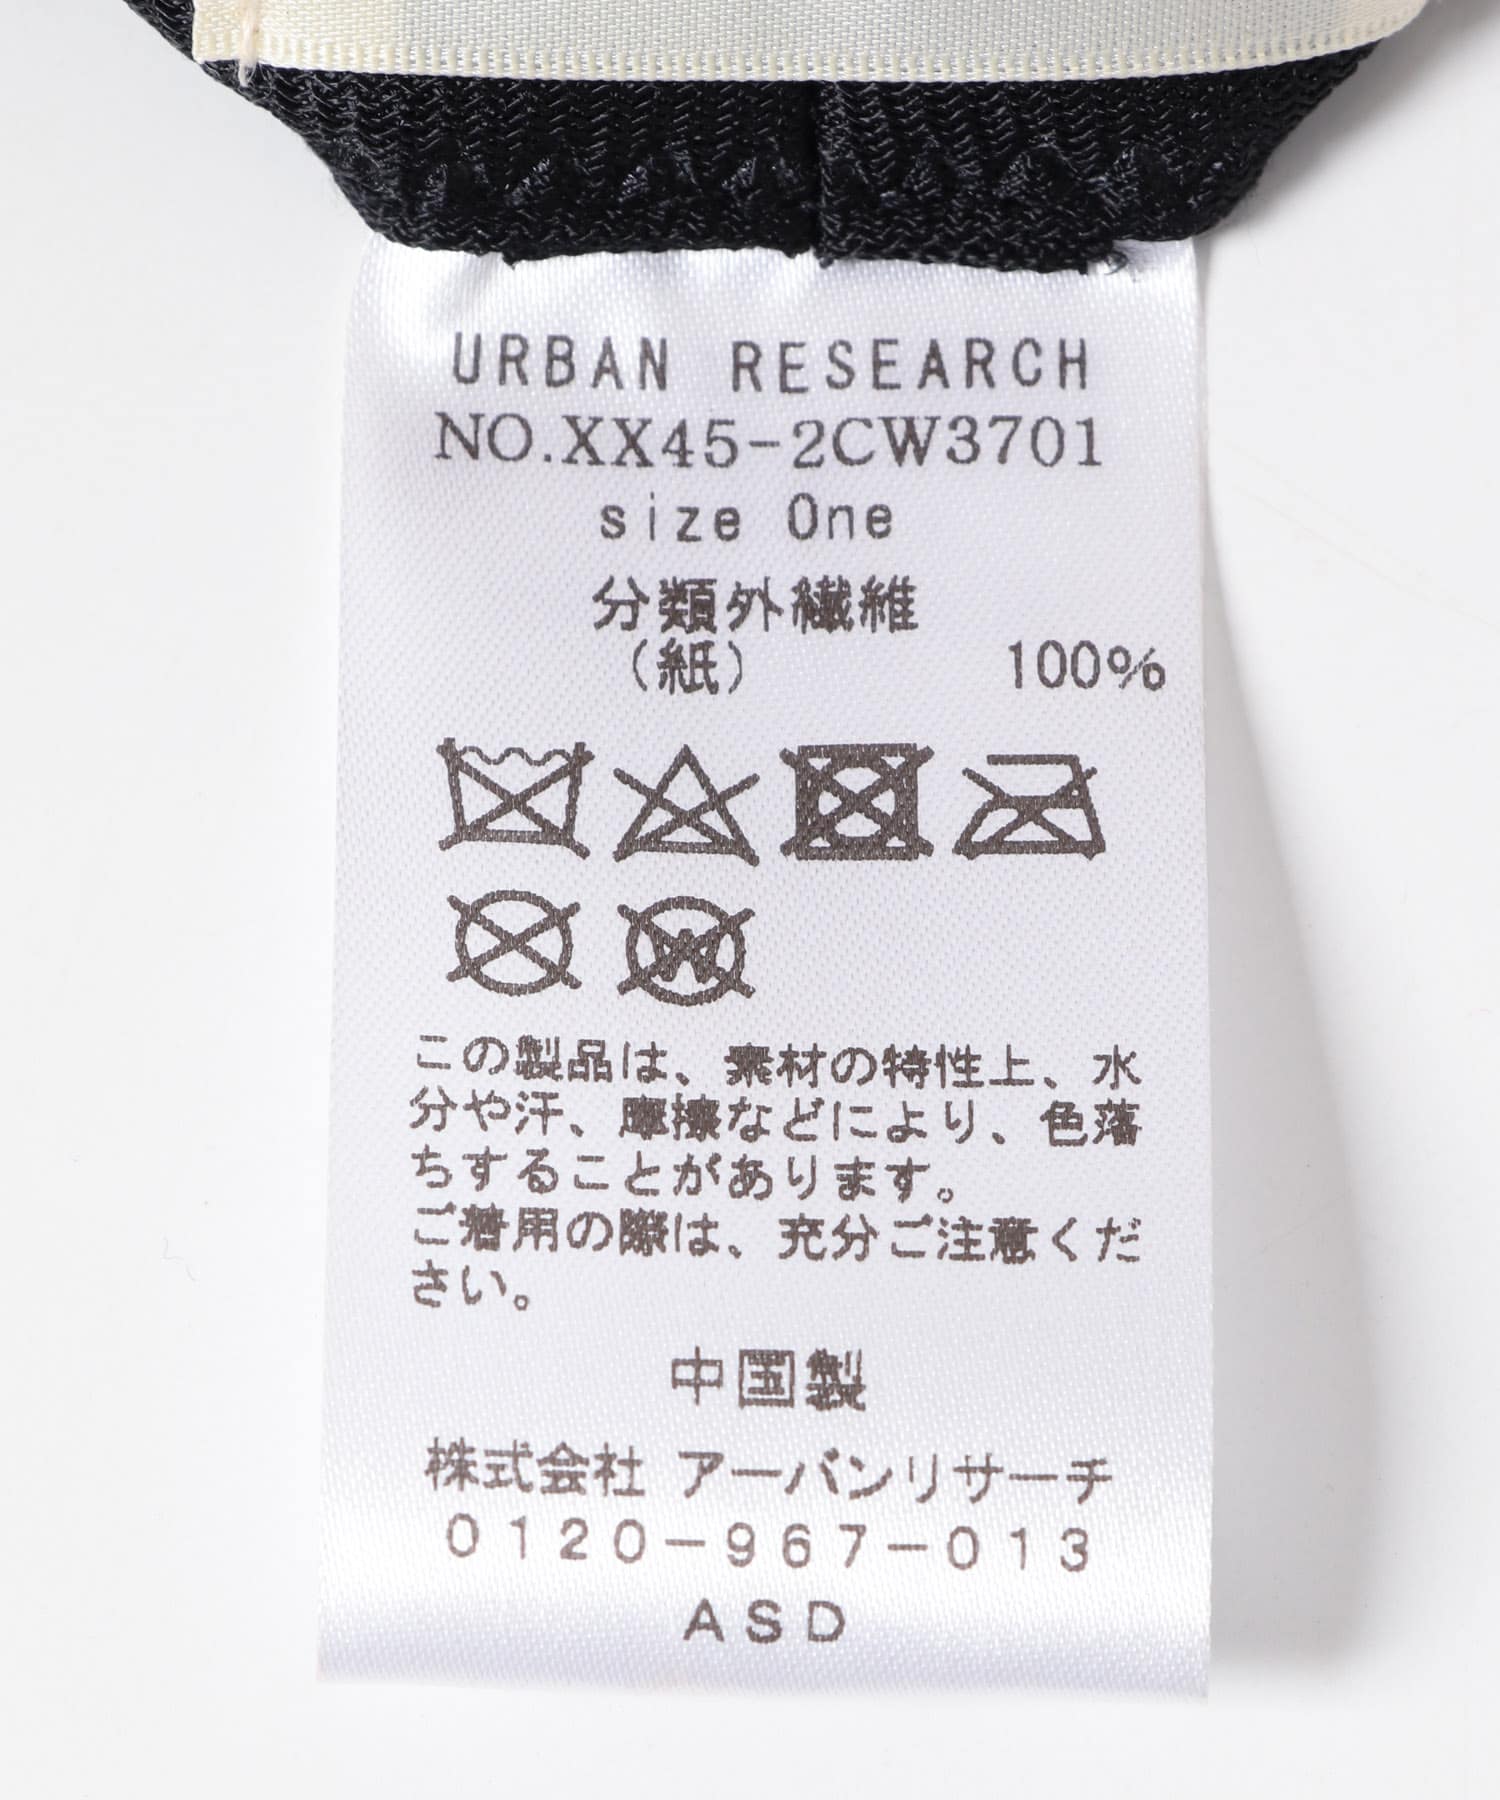 URBAN RESEARCH
NO.XX45-2CW3701
size One
分類外繊維
(紙) 100%
この製品は、素材の特性上、水
分や汗、摩擦などにより、色落
ちすることがあります。
ご着用の際は、充分ご注意くだ
さい。
中国製
株式会社 アーバンリサーチ
0120-967-013
ASD